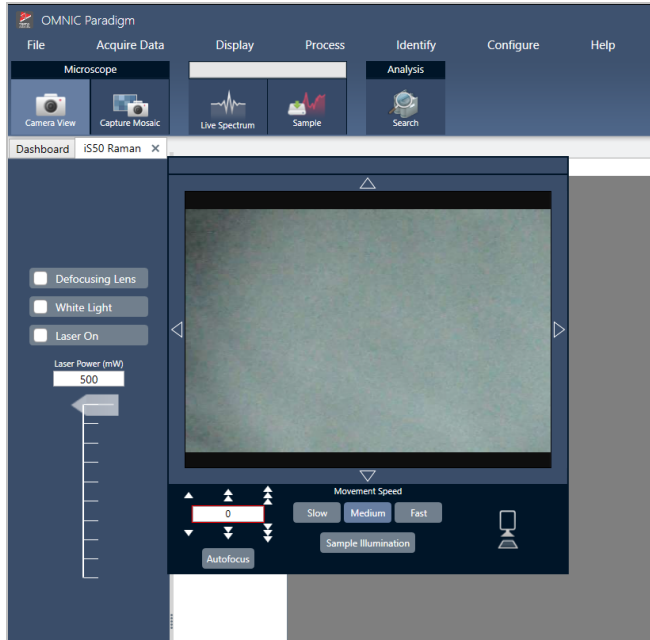 OMNIC Paradigm
File Acquire Data Display Process Identify Configure Help
Microscope Analysis
Camera View Capture Mosaic Live Spectrum Sample Search
Dashboard iS50 Raman ✕
Defocusing Lens
White Light
Laser On
Laser Power (mW)
500
Movement Speed
0 Slow Medium Fast
Sample Illumination
Autofocus